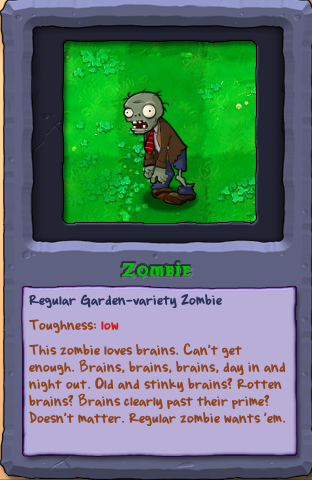 Zombie
Regular Garden-variety Zombie
Toughness: low
This zombie loves brains. Can't get
enough. Brains, brains, brains, day in and
night out. Old and stinky brains? Rotten
brains? Brains clearly past their prime?
Doesn't matter. Regular zombie wants 'em.